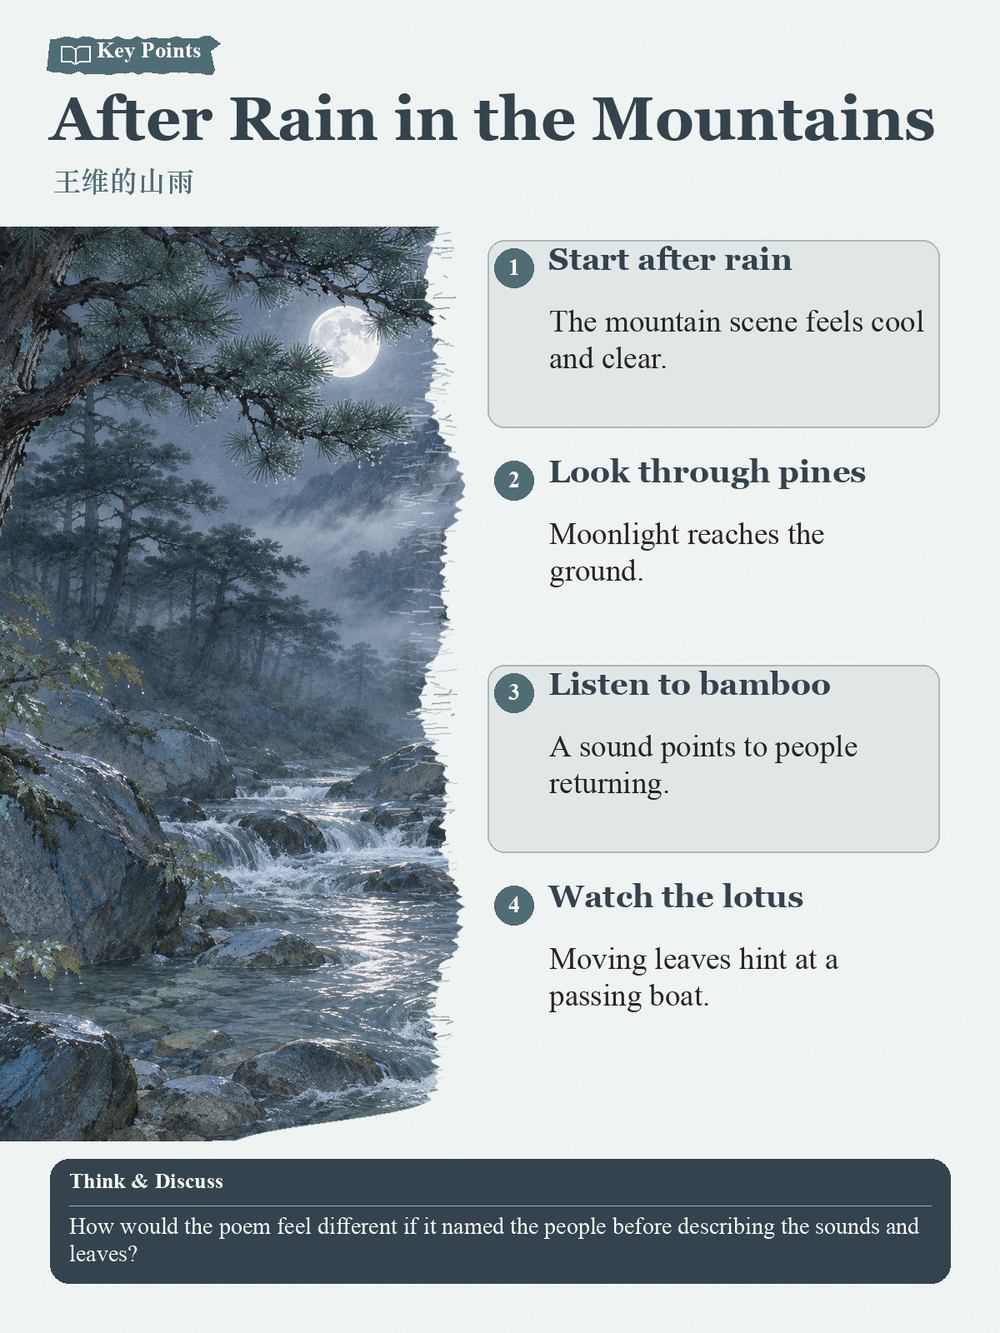 Key Points
After Rain in the Mountains
王维的山雨
1
Start after rain
The mountain scene feels cool
and clear.
2
Look through pines
Moonlight reaches the
ground.
3
Listen to bamboo
A sound points to people
returning.
4
Watch the lotus
Moving leaves hint at a
passing boat.
Think & Discuss
How would the poem feel different if it named the people before describing the sounds and
leaves?